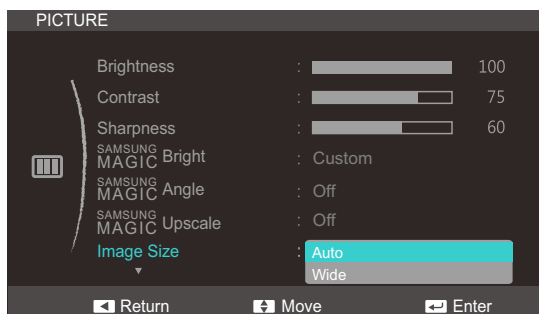 PICTURE
Brightness : 100
Contrast : 75
Sharpness : 60
SAMSUNG MAGIC Bright : Custom
SAMSUNG MAGIC Angle : Off
SAMSUNG MAGIC Upscale : Off
Image Size : Auto
Wide
Return Move Enter